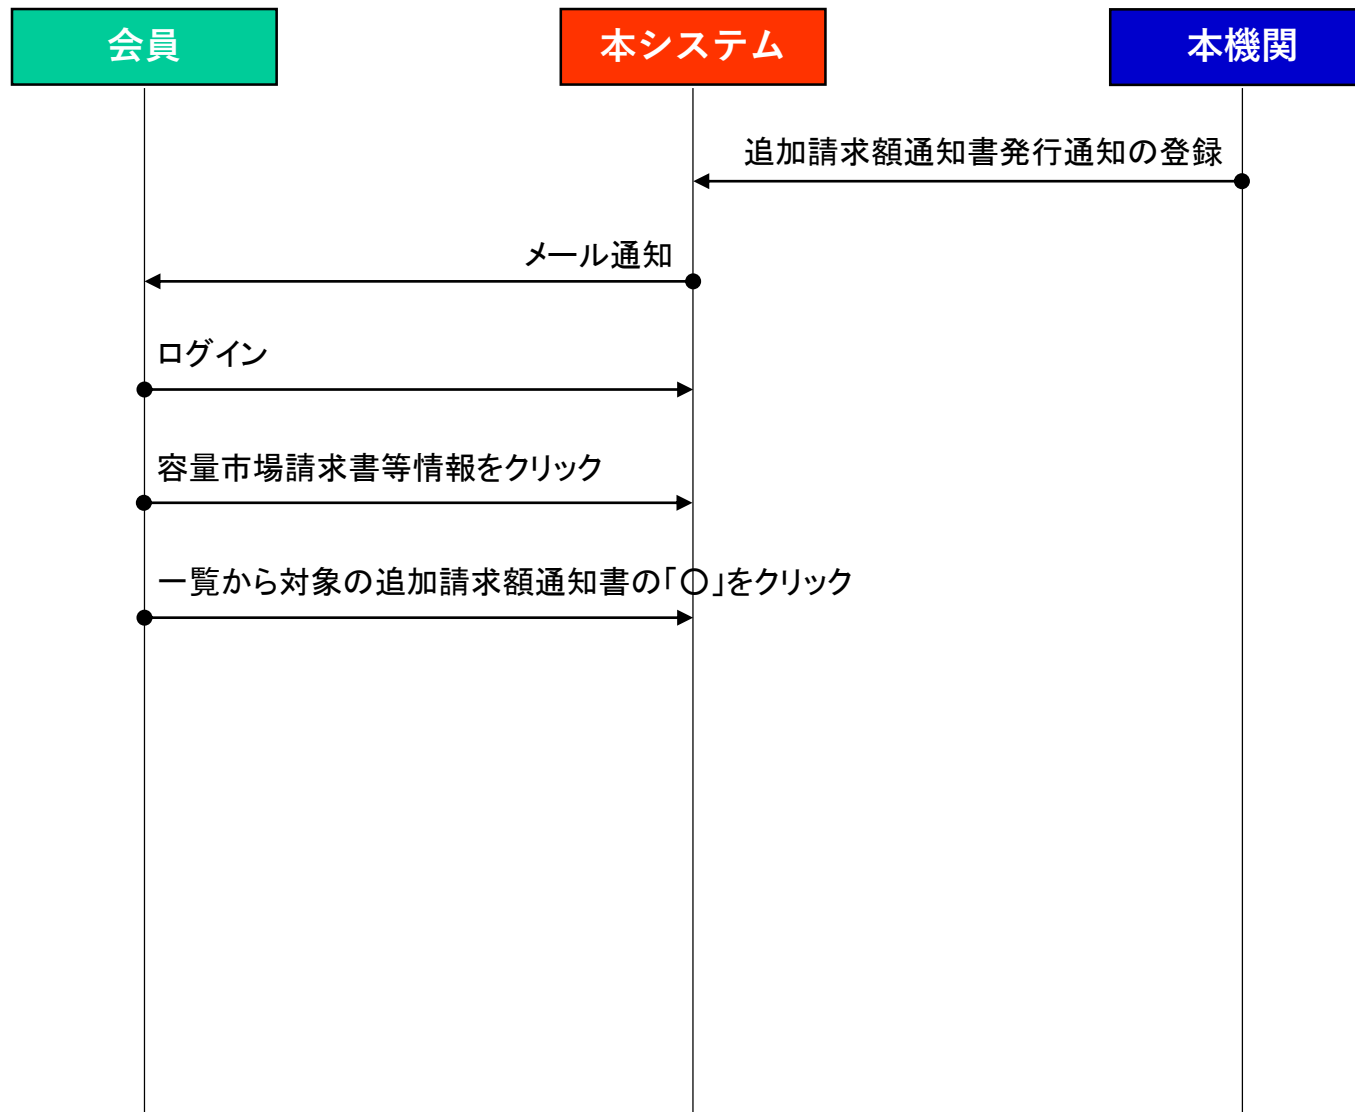 会員
本システム
本機関
追加請求額通知書発行通知の登録
メール通知
ログイン
容量市場請求書等情報をクリック
一覧から対象の追加請求額通知書の「〇」をクリック